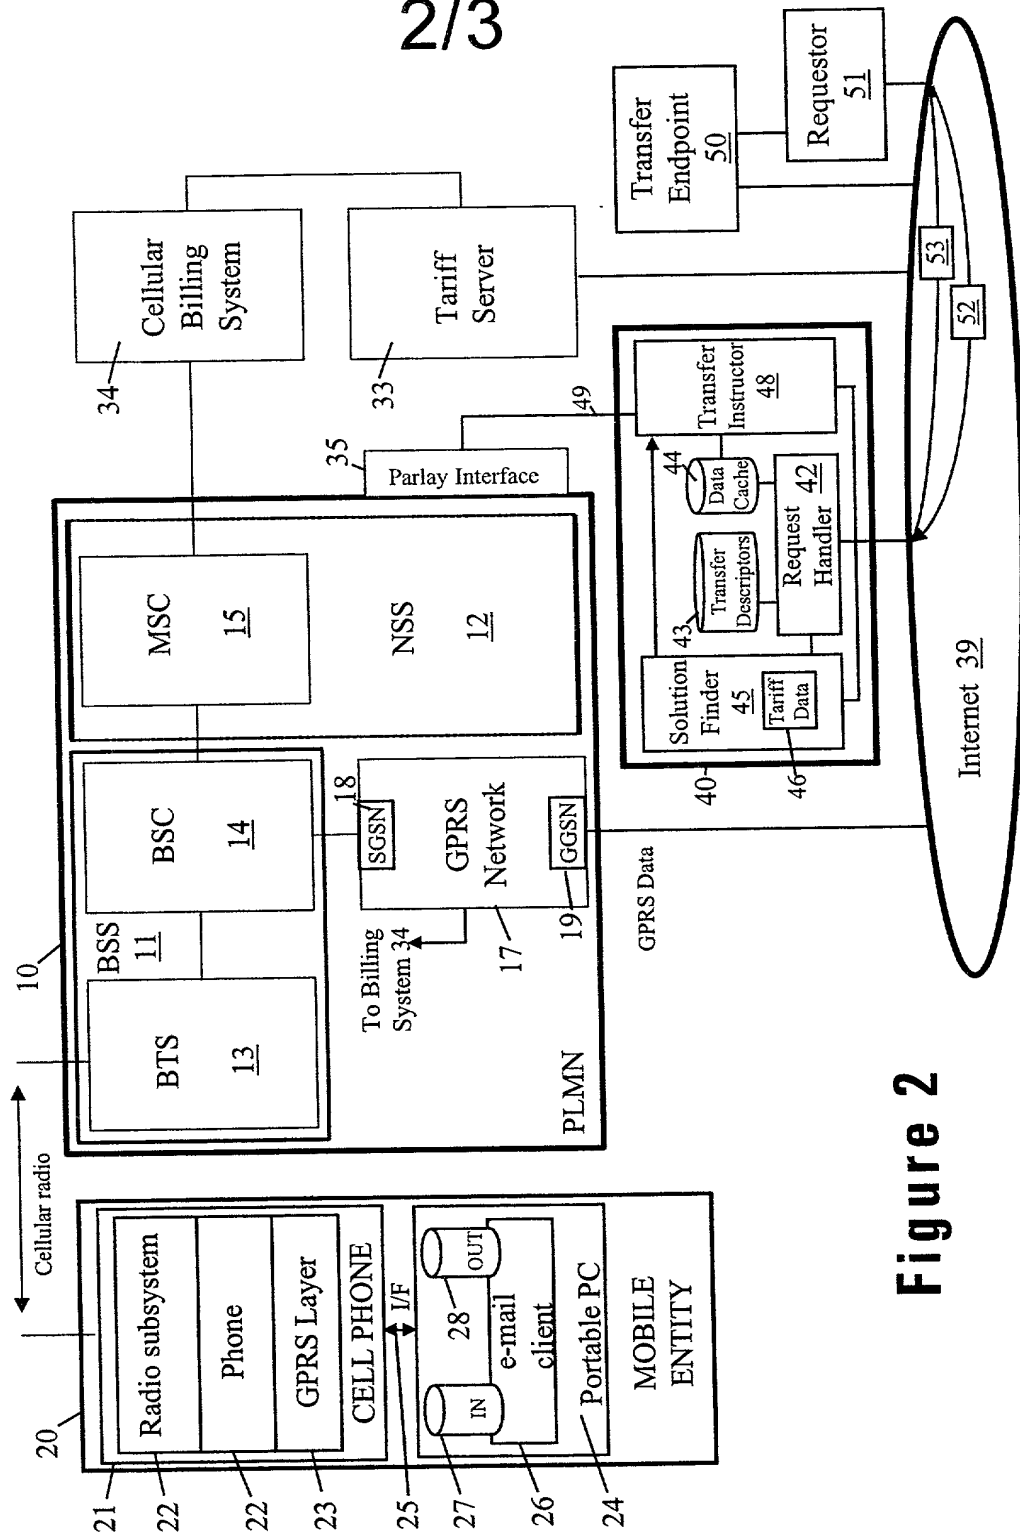 2/3
20
21
22
22
23
25
27
26
24
Radio subsystem
Phone
GPRS Layer
CELL PHONE
I/F
IN
28
OUT
e-mail
client
Portable PC
MOBILE
ENTITY
Cellular radio
10
BTS
13
BSS
11
BSC
14
MSC
15
NSS
12
18
SGSN
GPRS
Network
GGSN
19
17
To Billing
System 34
PLMN
GPRS Data
35
Parlay Interface
34
Cellular
Billing
System
33
Tariff
Server
49
40
46
Solution
Finder
45
Tariff
Data
43
Transfer
Descriptors
44
Data
Cache
Request
Handler
42
Transfer
Instructor
48
Transfer
Endpoint
50
Requestor
51
53
52
Internet 39
Figure 2